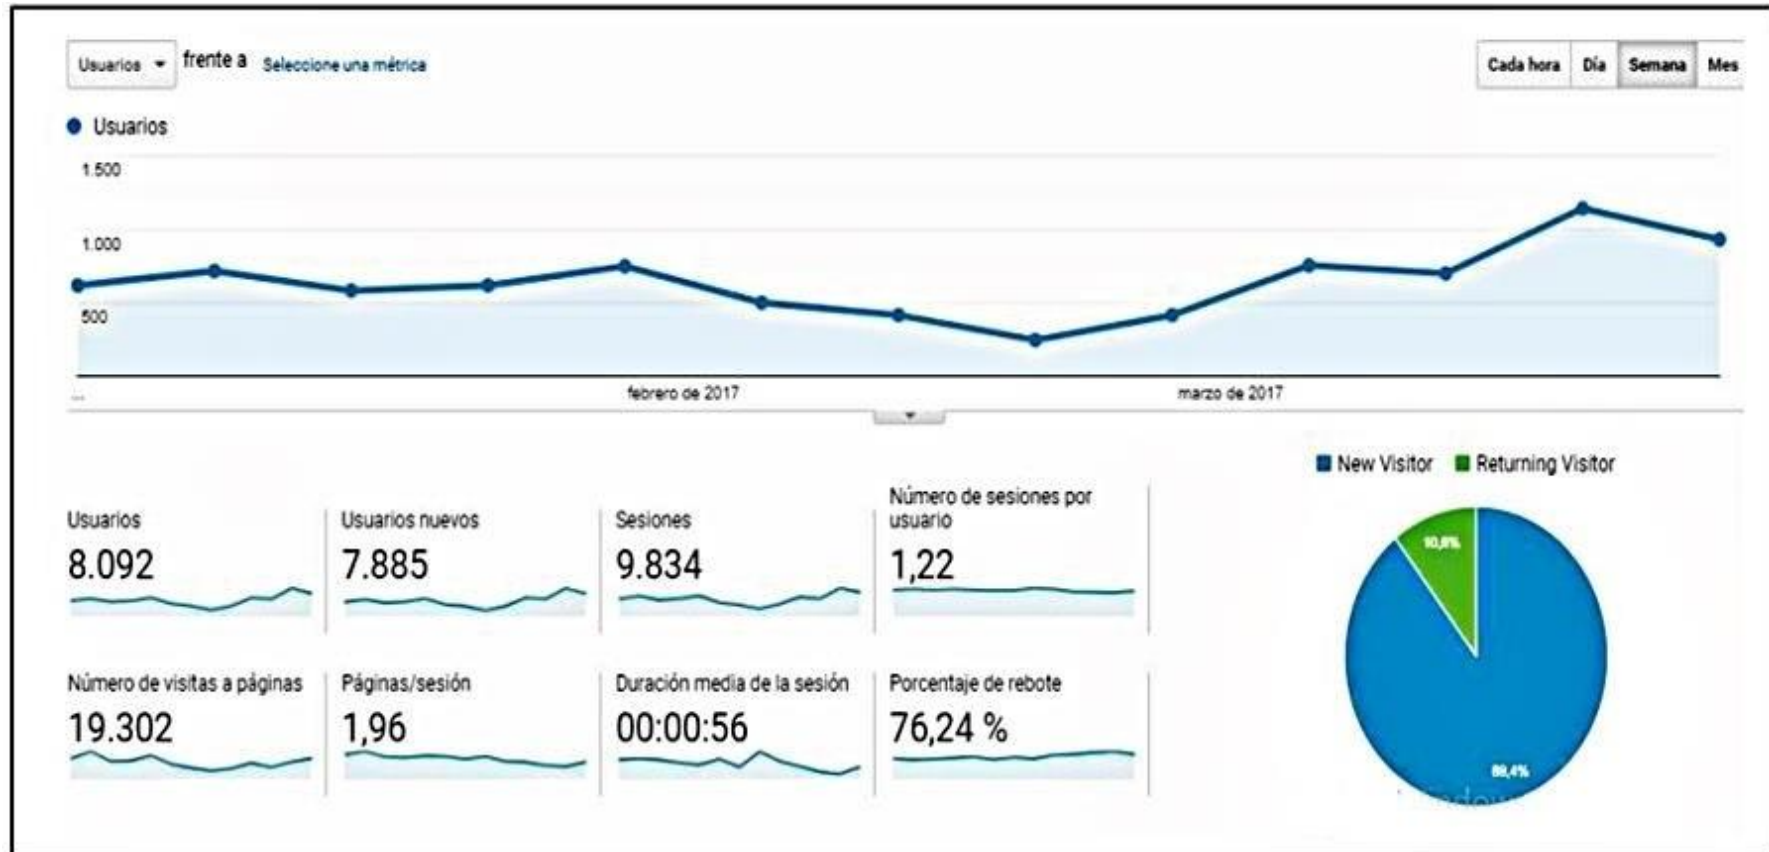 Usuarios frente a Seleccione una métrica
Cada hora Día Semana Mes
Usuarios
1.500
1.000
500
...
febrero de 2017
marzo de 2017
New Visitor Returning Visitor
Usuarios
8.092
Usuarios nuevos
7.885
Sesiones
9.834
Número de sesiones por
usuario
1,22
Número de visitas a páginas
19.302
Páginas/sesión
1,96
Duración media de la sesión
00:00:56
Porcentaje de rebote
76,24 %
89,4%